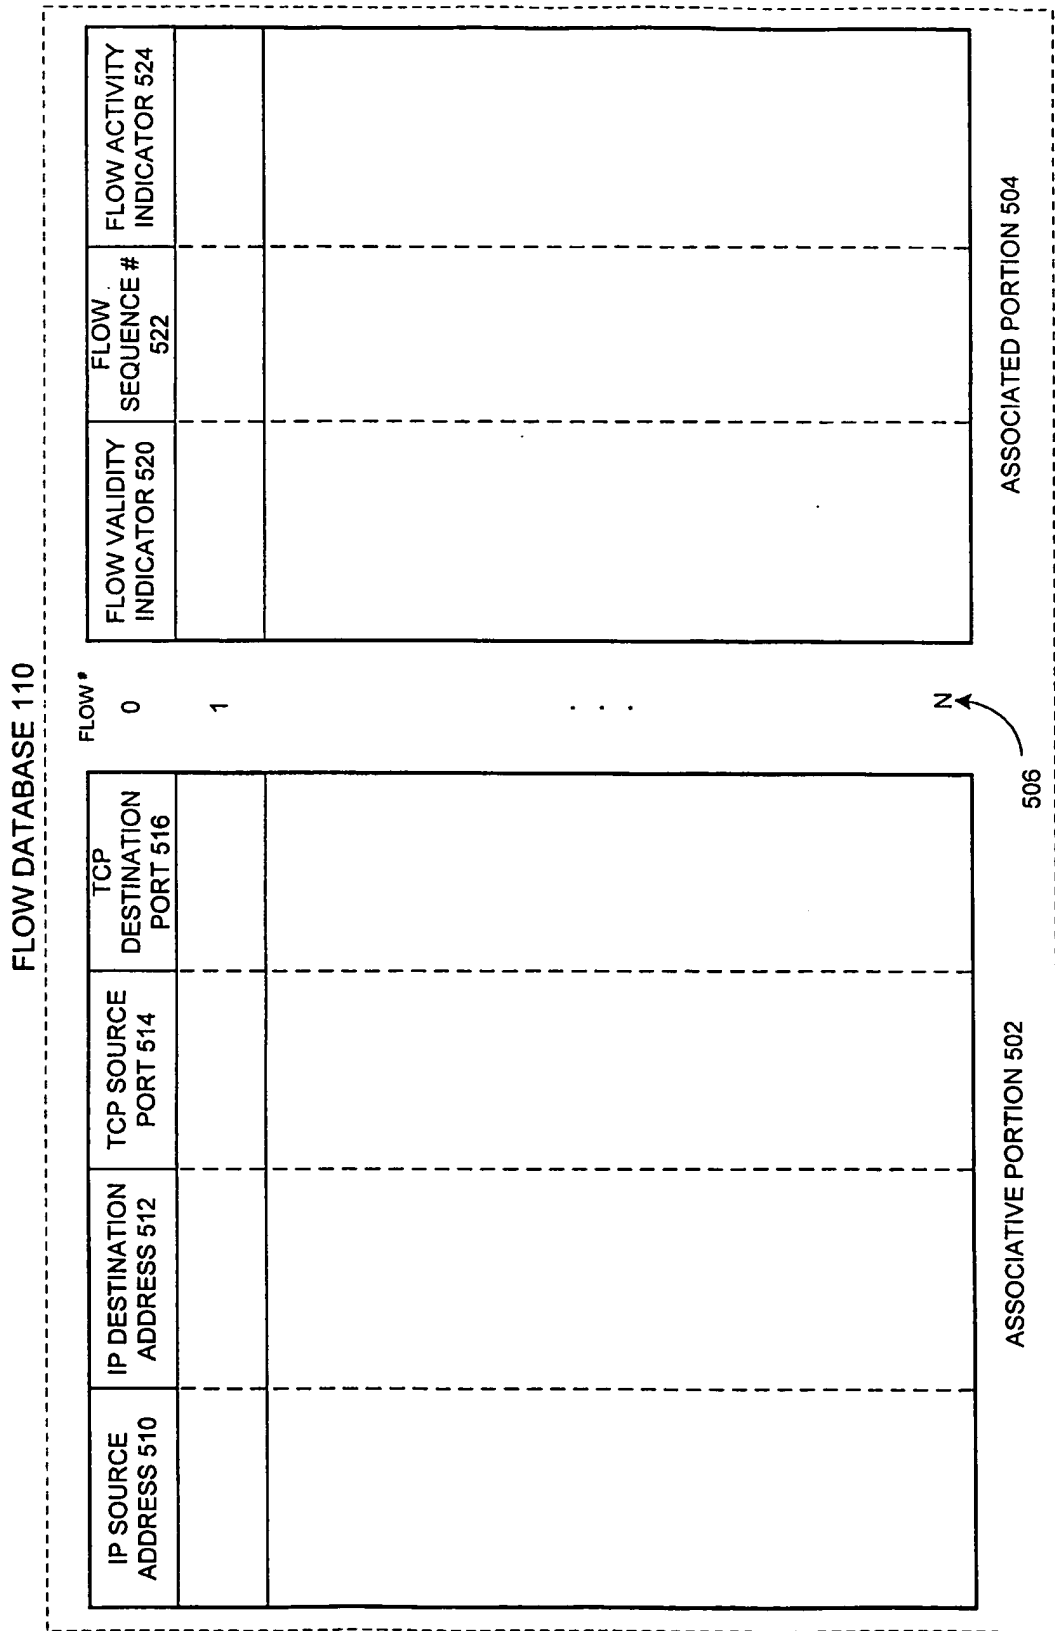 FLOW DATABASE 110
IP SOURCE
ADDRESS 510
IP DESTINATION
ADDRESS 512
TCP SOURCE
PORT 514
TCP
DESTINATION
PORT 516
FLOW #
0
1
. . .
N
506
FLOW VALIDITY
INDICATOR 520
FLOW
SEQUENCE #
522
FLOW ACTIVITY
INDICATOR 524
ASSOCIATIVE PORTION 502
ASSOCIATED PORTION 504